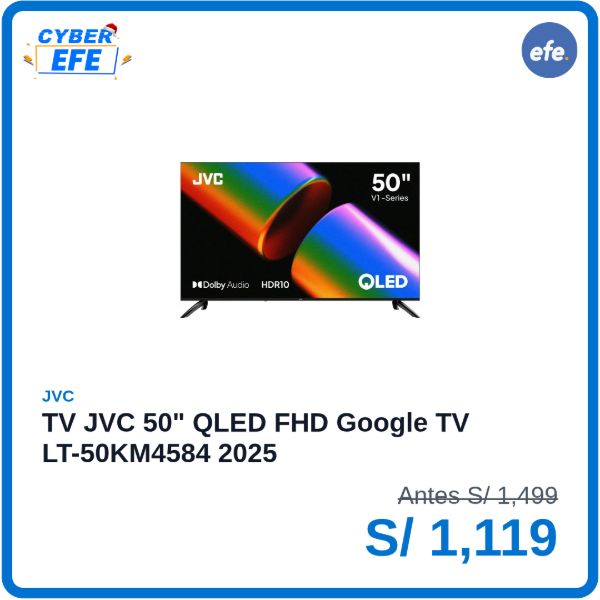 CYBER
EFE
efe.
JVC
50"
V1-Series
Dolby Audio
HDR10
QLED
JVC
TV JVC 50" QLED FHD Google TV
LT-50KM4584 2025
Antes S/ 1,499
S/ 1,119